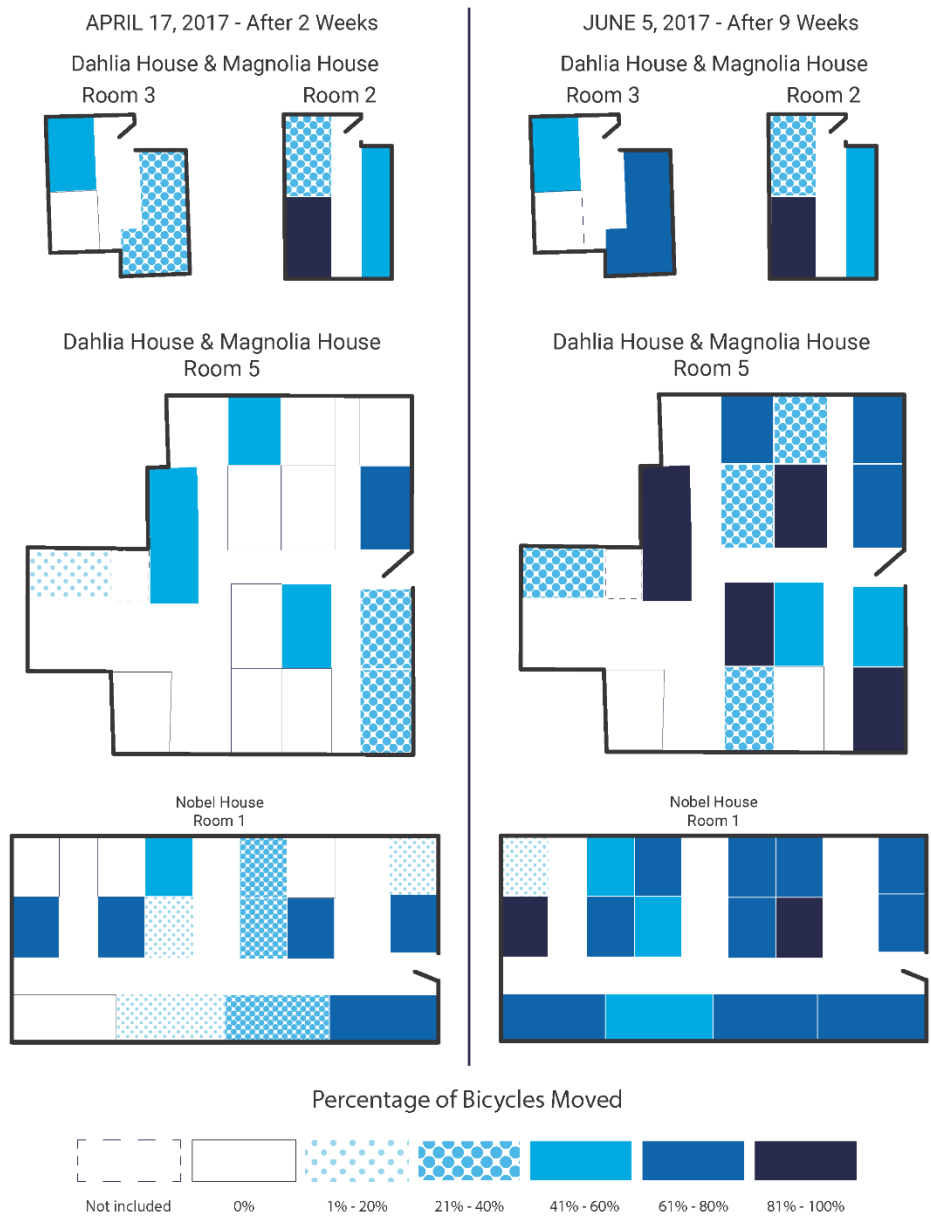 APRIL 17, 2017 - After 2 Weeks
Dahlia House & Magnolia House
Room 3
Room 2
Dahlia House & Magnolia House
Room 5
Nobel House
Room 1
JUNE 5, 2017 - After 9 Weeks
Dahlia House & Magnolia House
Room 3
Room 2
Dahlia House & Magnolia House
Room 5
Nobel House
Room 1
Percentage of Bicycles Moved
Not included
0%
1% - 20%
21% - 40%
41% - 60%
61% - 80%
81% - 100%